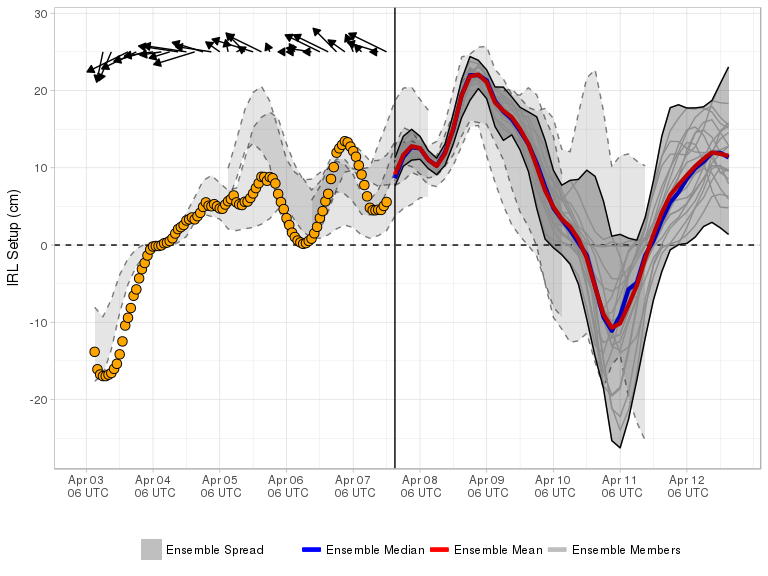 30
20
10
0
-10
-20
IRL Setup (cm)
Apr 03
06 UTC
Apr 04
06 UTC
Apr 05
06 UTC
Apr 06
06 UTC
Apr 07
06 UTC
Apr 08
06 UTC
Apr 09
06 UTC
Apr 10
06 UTC
Apr 11
06 UTC
Apr 12
06 UTC
Ensemble Spread
Ensemble Median
Ensemble Mean
Ensemble Members